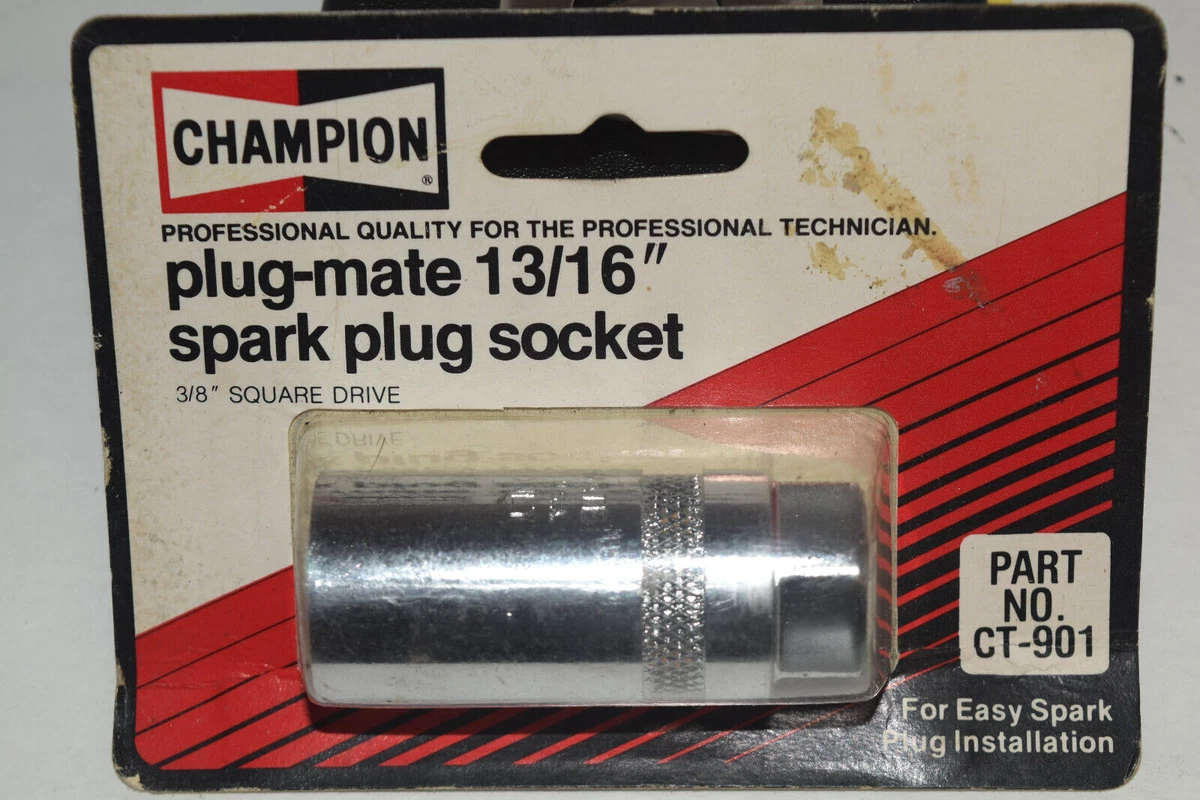 CHAMPION
®
PROFESSIONAL QUALITY FOR THE PROFESSIONAL TECHNICIAN.
plug-mate 13/16"
spark plug socket
3/8" SQUARE DRIVE
PART
NO.
CT-901
For Easy Spark
Plug Installation